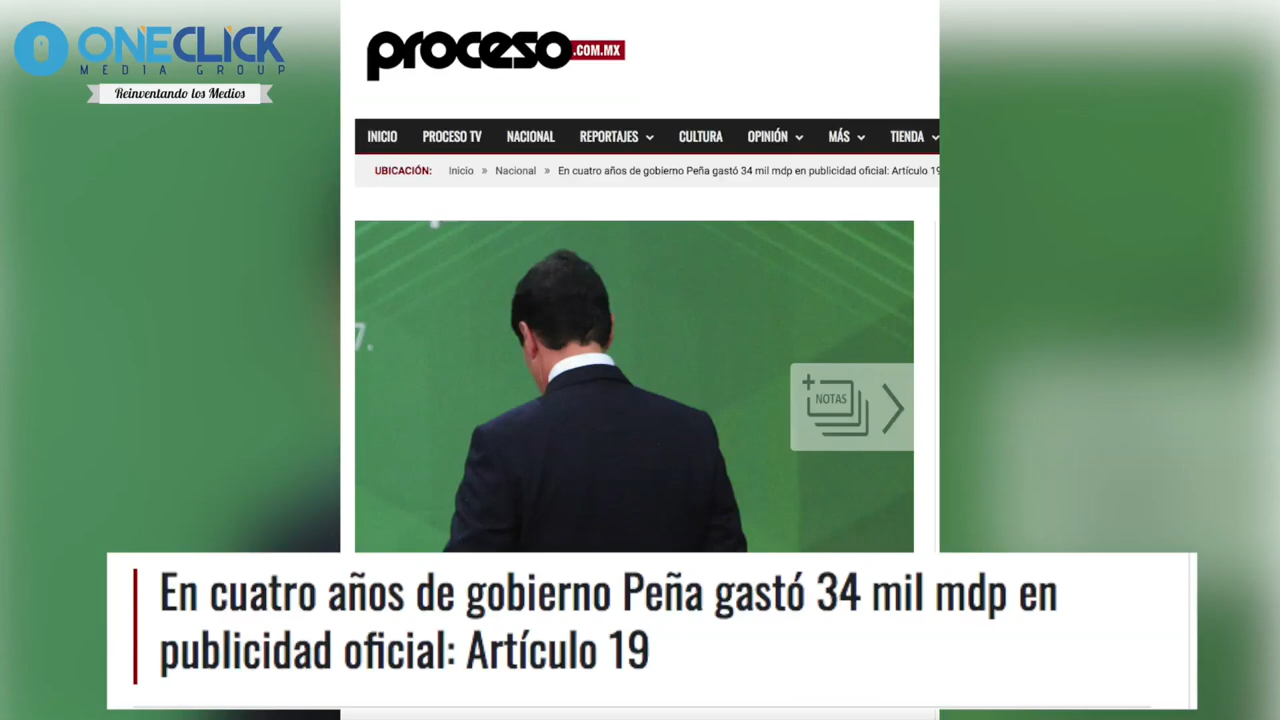 ONECLICK
MEDIA GROUP
Reinventando los Medios
proceso.COM.MX
INICIO PROCESO TV NACIONAL REPORTAJES CULTURA OPINIÓN MÁS TIENDA
UBICACIÓN: Inicio » Nacional » En cuatro años de gobierno Peña gastó 34 mil mdp en publicidad oficial: Artículo 19
7.
NOTAS
En cuatro años de gobierno Peña gastó 34 mil mdp en
publicidad oficial: Artículo 19